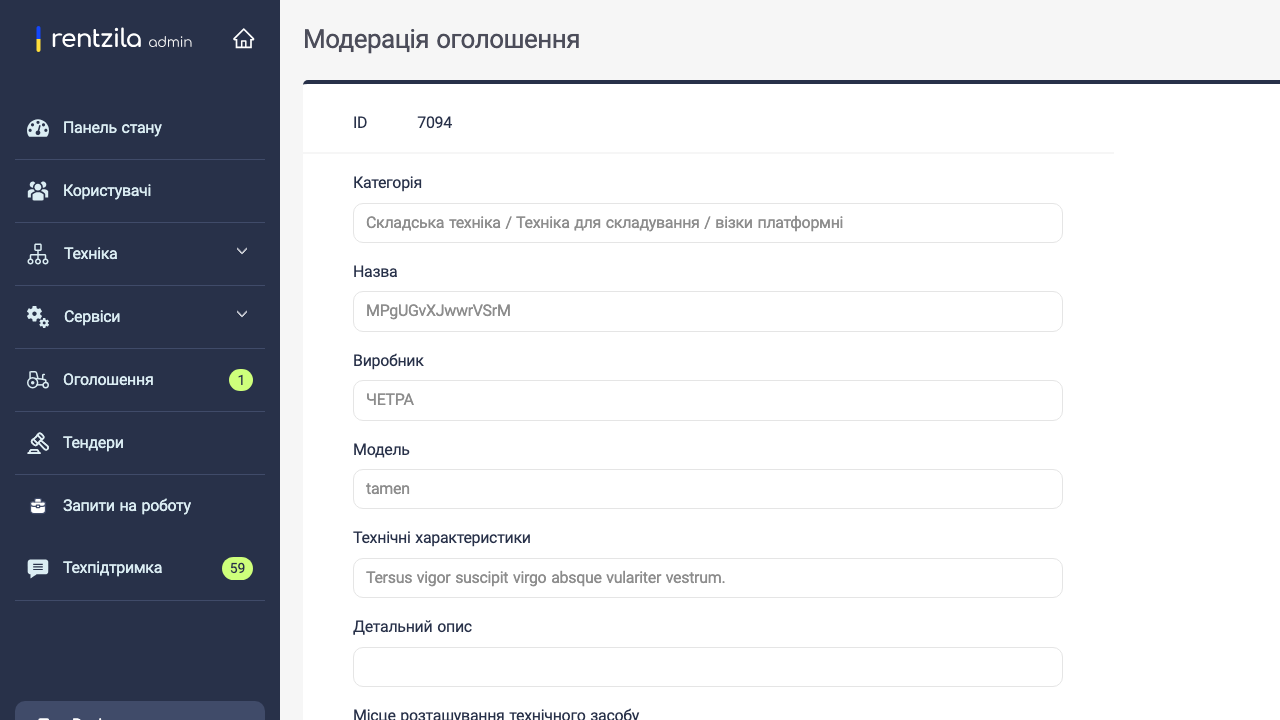 rentzila admin
Модерація оголошення
ID 7094
Панель стану
Користувачі
Техніка
Сервіси
Оголошення 1
Тендери
Запити на роботу
Техпідтримка 59
Категорія
Складська техніка / Техніка для складування / візки платформні
Назва
MPgUGvXJwwrVSrM
Виробник
ЧЕТРА
Модель
tamen
Технічні характеристики
Tersus vigor suscipit virgo absque vulariter vestrum.
Детальний опис
Місце розташування технічного засобу